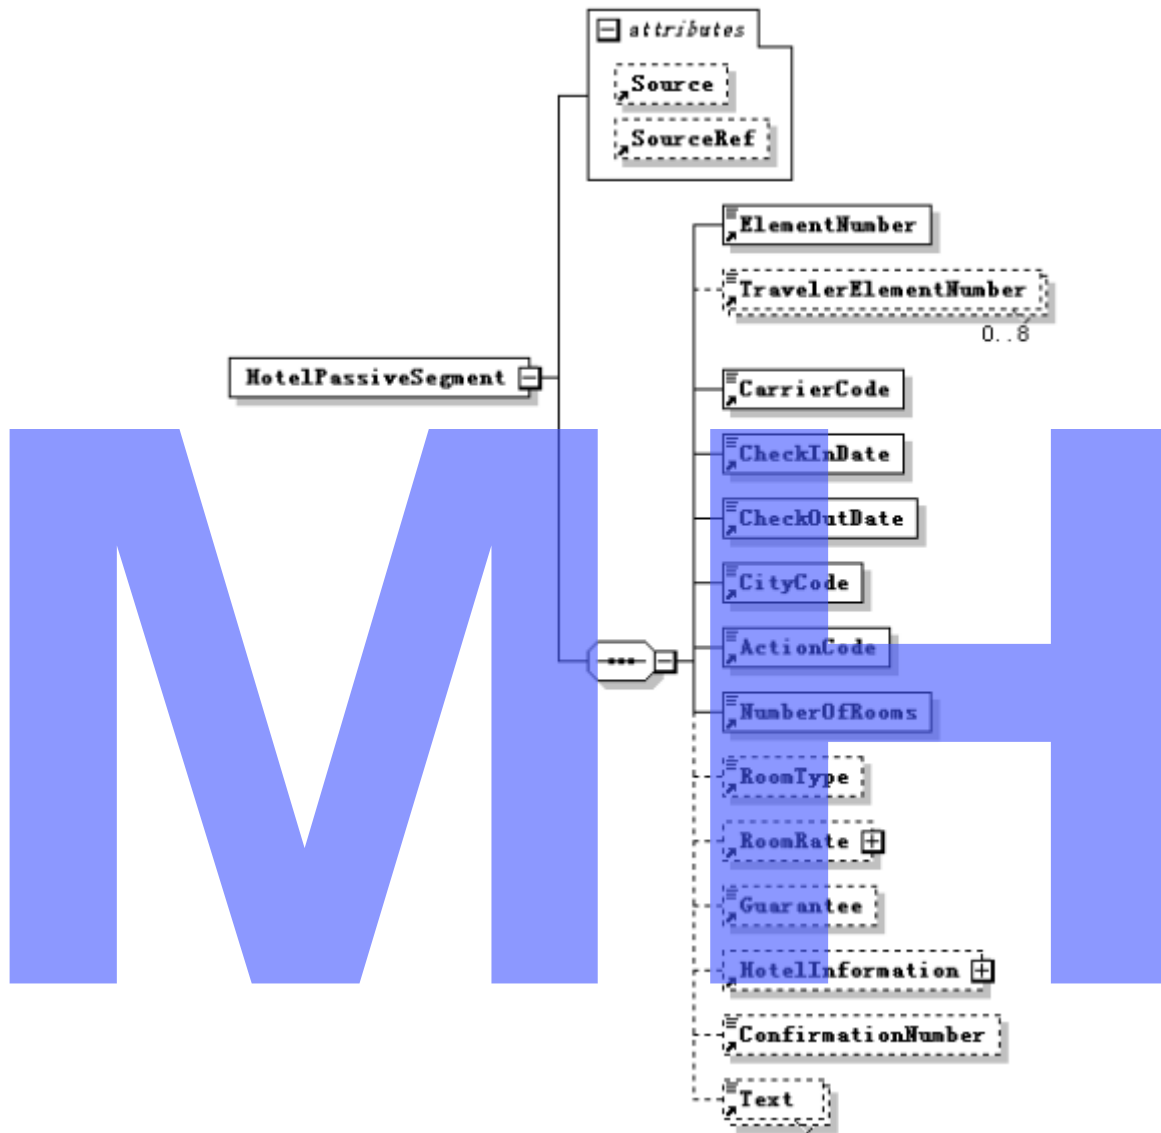 attributes
Source
SourceRef
ElementNumber
TravelerElementNumber
0..8
HotelPassiveSegment
CarrierCode
CheckInDate
CheckOutDate
CityCode
ActionCode
NumberOfRooms
RoomType
RoomRate
Guarantee
HotelInformation
ConfirmationNumber
Text
MH